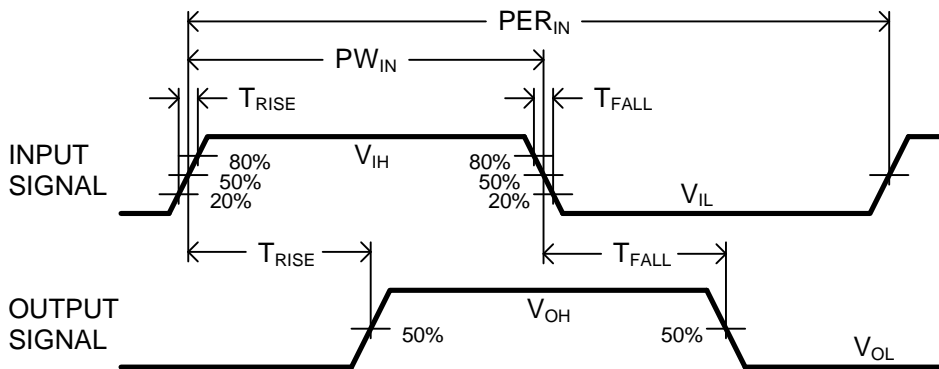 PER_IN
PW_IN
T_RISE T_FALL
INPUT
SIGNAL
80% V_IH 80%
50% 50%
20% 20% V_IL
T_RISE T_FALL
OUTPUT
SIGNAL
V_OH
50% 50%
V_OL